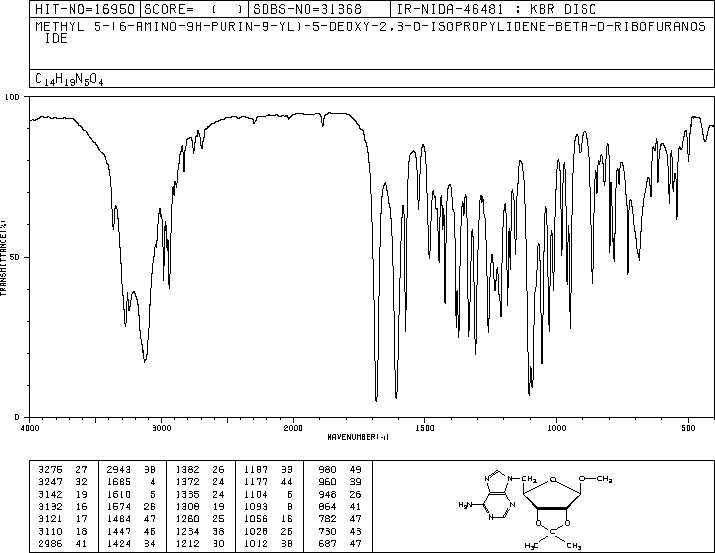 HIT-NO=16950 SCORE= ( ) SDBS-NO=31368 IR-NIDA-46481 : KBR DISC
METHYL 5-(6-AMINO-9H-PURIN-9-YL)-5-DEOXY-2,3-O-ISOPROPYLIDENE-BETA-D-RIBOFURANOS
IDE
C14H19N5O4
100
50
0
TRANSMITTANCE(%)
4000 3000 2000 1500 1000 500
WAVENUMBER(-1)
3275 27 2943 38 1382 26 1187 33 980 49
3247 32 1685 4 1372 24 1177 44 960 39
3142 19 1610 5 1335 24 1104 6 948 26
3132 16 1574 26 1308 19 1093 8 864 41
3121 17 1484 47 1260 25 1056 16 782 47
3110 18 1447 46 1234 38 1028 26 730 43
2986 41 1424 34 1212 30 1012 38 687 47
N N CH2 O O CH3
H2N N N O O
C
H3C CH3